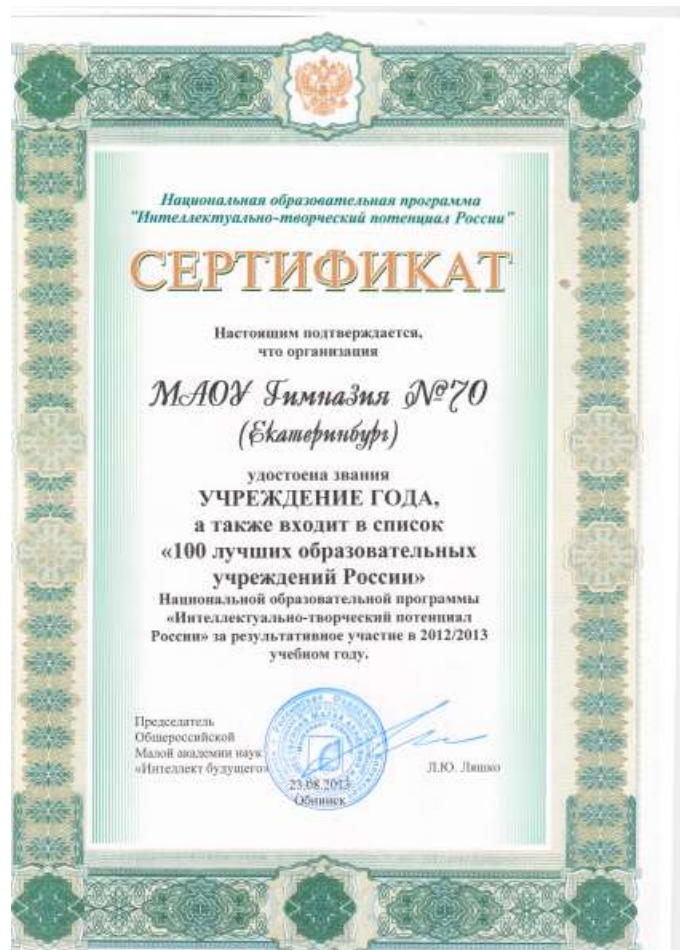 Национальная образовательная программа
"Интеллектуально-творческий потенциал России"
СЕРТИФИКАТ
Настоящим подтверждается,
что организация
МАОУ Гимназия №70
(Екатеринбург)
удостоена звания
УЧРЕЖДЕНИЕ ГОДА,
а также входит в список
«100 лучших образовательных
учреждений России»
Национальной образовательной программы
«Интеллектуально-творческий потенциал
России» за результативное участие в 2012/2013
учебном году.
Председатель
Общероссийской
Малой академии наук
«Интеллект будущего»
Л.Ю. Ляшко
23.08.2013
Обнинск